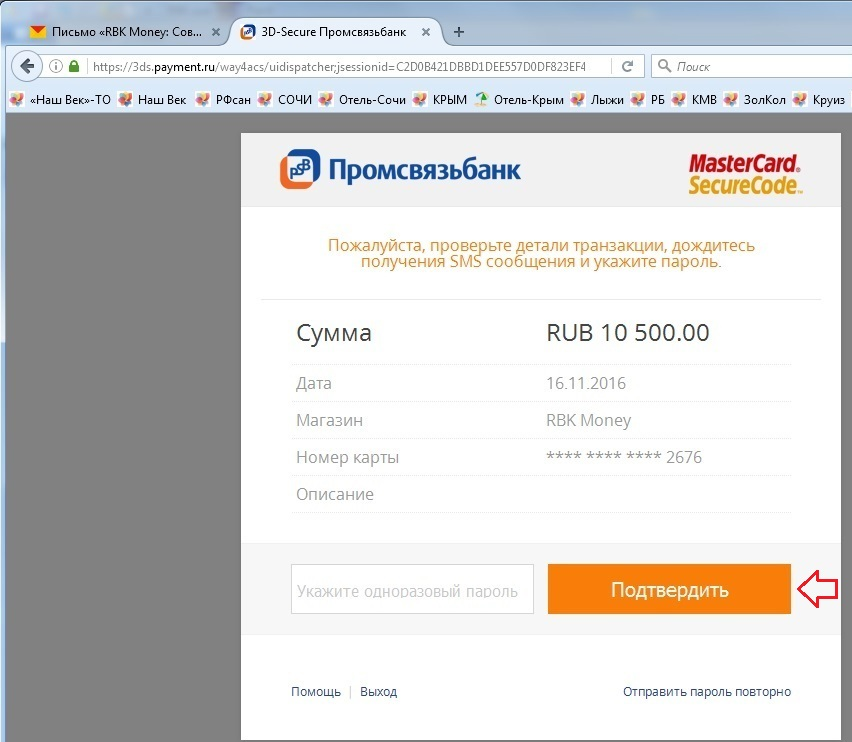 Письмо «RBK Money: Сов...
3D-Secure Промсвязьбанк
https://3ds.payment.ru/way4acs/uidispatcher;jsessionid=C2D0B421DBBD1DEE557D0DF823EF4
Поиск
«Наш Век»-ТО Наш Век РФсан СОЧИ Отель-Сочи КРЫМ Отель-Крым Лыжи РБ КМВ ЗолКол Круиз
PSB Промсвязьбанк
MasterCard®
SecureCode™
Пожалуйста, проверьте детали транзакции, дождитесь
получения SMS сообщения и укажите пароль.
Сумма RUB 10 500.00
Дата 16.11.2016
Магазин RBK Money
Номер карты **** **** **** 2676
Описание
Укажите одноразовый пароль Подтвердить
Помощь | Выход Отправить пароль повторно